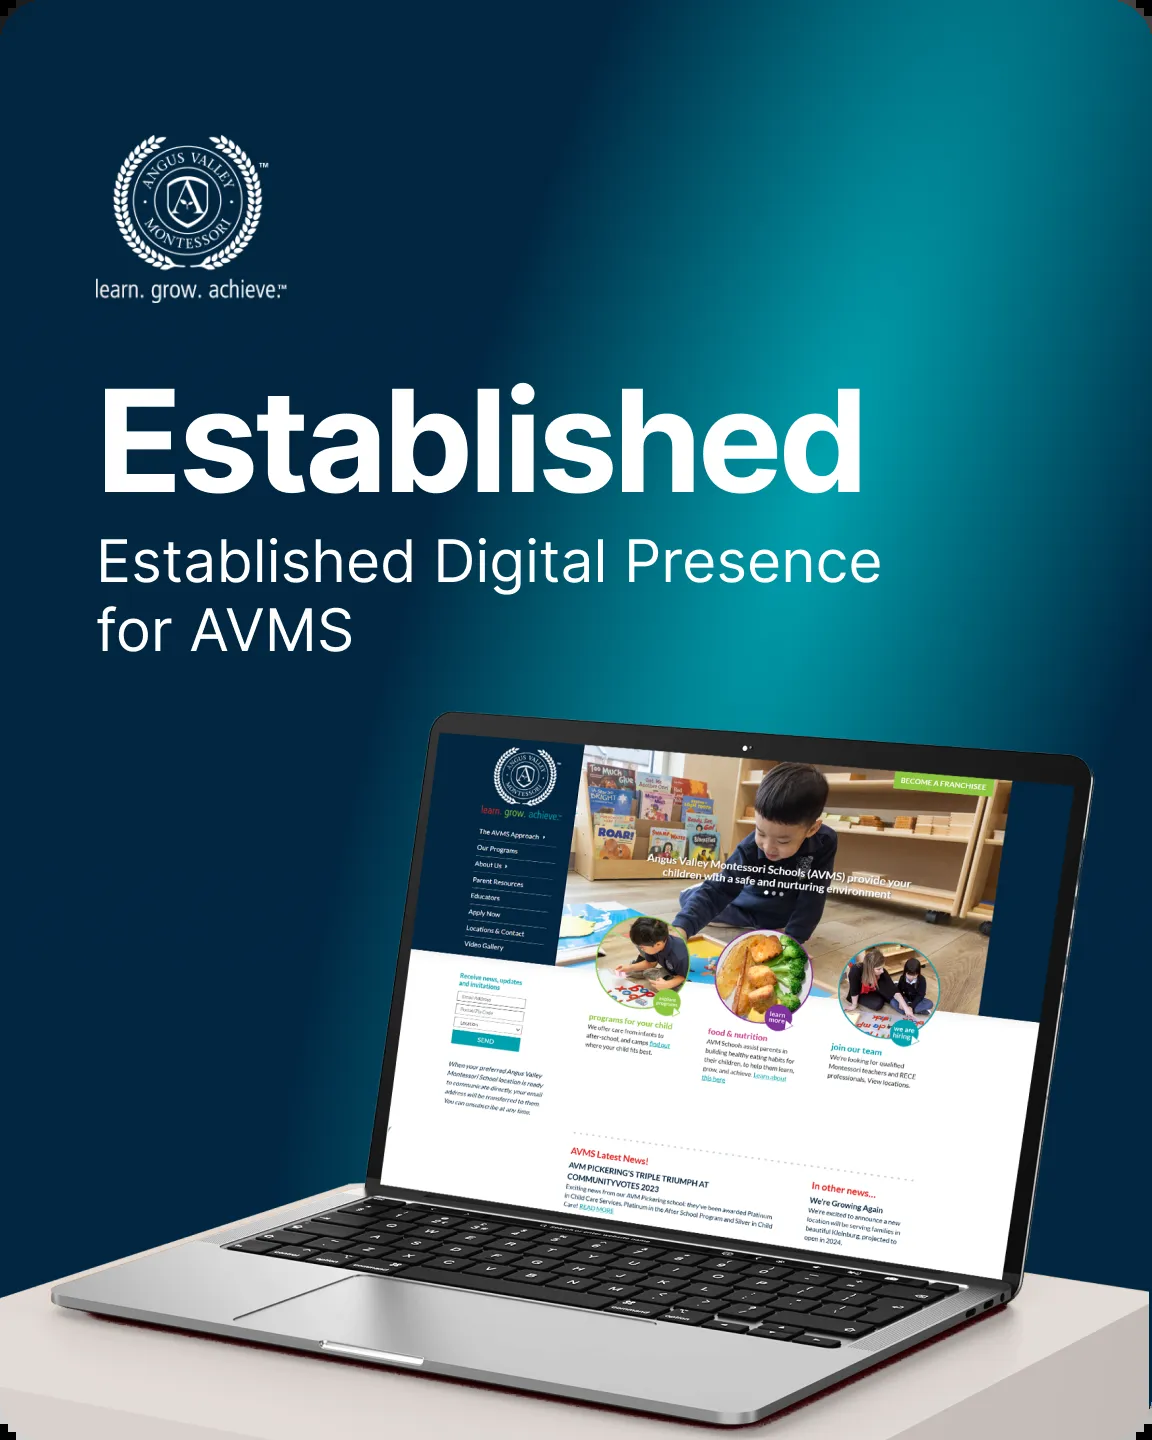 ANGUS VALLEY
A
MONTESSORI
™
learn. grow. achieve.™
Established
Established Digital Presence
for AVMS
ANGUS VALLEY
A
MONTESSORI
learn. grow. achieve.™
The AVMS Approach
Our Programs
About Us
Parent Resources
Educators
Apply Now
Locations & Contact
Video Gallery
BECOME A FRANCHISEE
TOO MUCH
GLUE
BRIGHT
ROAR!
Angus Valley Montessori Schools (AVMS) provide your
children with a safe and nurturing environment
Receive news, updates
and invitations
Email Address
Postal/Zip Code
SEND
When your preferred Angus Valley
Montessori School location is ready
to communicate directly, your email
address will be transferred to them
You can unsubscribe at any time.
explore
programs
programs for your child
We offer care from infants to
after-school, and camps find out
where your child fits best.
learn
more
food & nutrition
AVM Schools assist parents in
building healthy eating habits for
their children, to help them learn,
grow, and achieve. Learn about
this here
we are
hiring
join our team
We're looking for qualified
Montessori teachers and RECE
professionals. View locations.
AVMS Latest News!
AVM PICKERING'S TRIPLE TRIUMPH AT
COMMUNITYVOTES 2023
Exciting news from our AVM Pickering school: they've been awarded Platinum
in Child Care Services, Platinum in the After School Program and Silver in Child
Care! READ MORE
In other news...
We're Growing Again
We're excited to announce a new
location will be serving families in
beautiful Kleinburg, projected to
open in 2024.
command
option
command
option